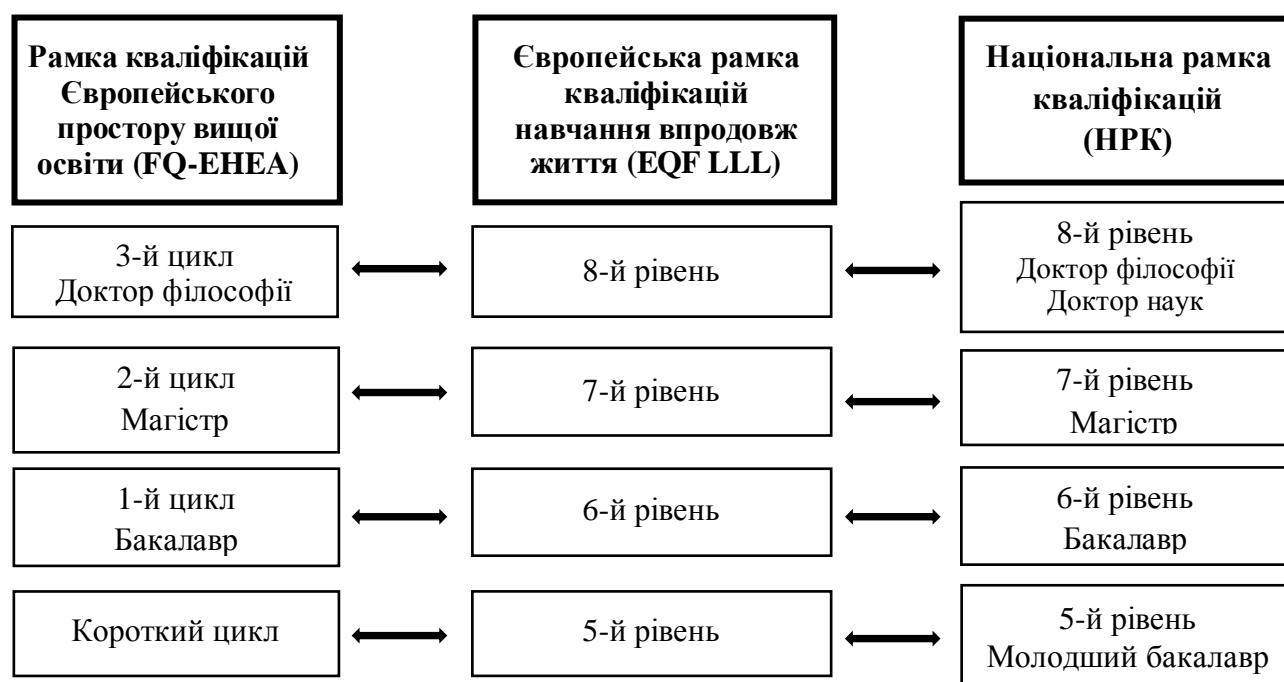 Рамка кваліфікацій
Європейського
простору вищої
освіти (FQ-EHEA)
Європейська рамка
кваліфікацій
навчання впродовж
життя (EQF LLL)
Національна рамка
кваліфікацій
(НРК)
3-й цикл
Доктор філософії
8-й рівень
8-й рівень
Доктор філософії
Доктор наук
2-й цикл
Магістр
7-й рівень
7-й рівень
Магістр
1-й цикл
Бакалавр
6-й рівень
6-й рівень
Бакалавр
Короткий цикл
5-й рівень
5-й рівень
Молодший бакалавр